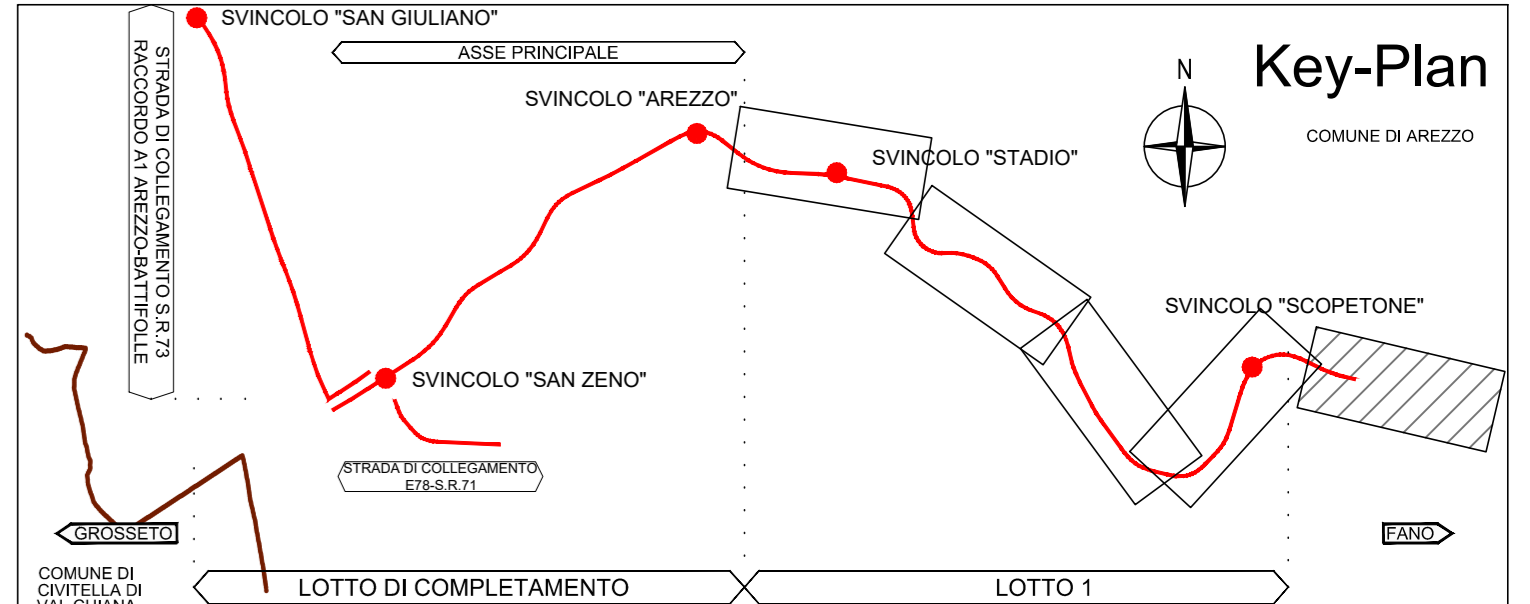 SVINCOLO "SAN GIULIANO"
STRADA DI COLLEGAMENTO S.R.73
RACCORDO A1 AREZZO-BATTIFOLLE
ASSE PRINCIPALE
Key-Plan
N
SVINCOLO "AREZZO"
COMUNE DI AREZZO
SVINCOLO "STADIO"
SVINCOLO "SCOPETONE"
SVINCOLO "SAN ZENO"
STRADA DI COLLEGAMENTO
E78-S.R.71
GROSSETO
FANO
COMUNE DI
CIVITELLA DI
VAL CHIANA
LOTTO DI COMPLETAMENTO
LOTTO 1